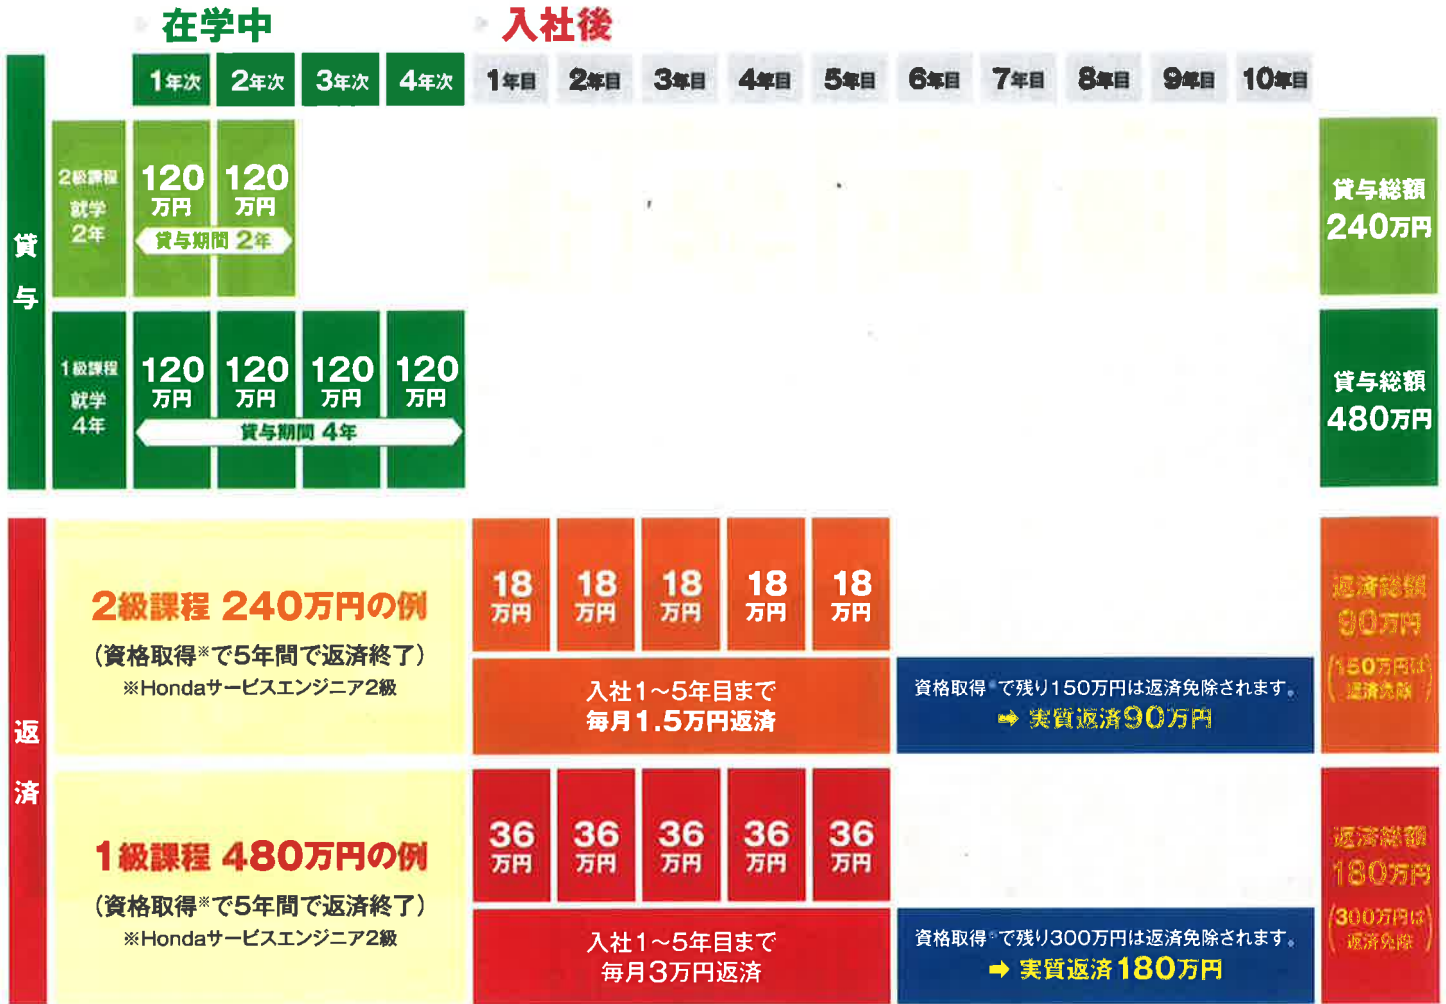 在学中
入社後
1年次 2年次 3年次 4年次 1年目 2年目 3年目 4年目 5年目 6年目 7年目 8年目 9年目 10年目
貸与
2級課程
就学
2年
120
万円
120
万円
貸与期間 2年
貸与総額
240万円
1級課程
就学
4年
120
万円
120
万円
120
万円
120
万円
貸与期間 4年
貸与総額
480万円
返済
2級課程 240万円の例
(資格取得※で5年間で返済終了)
※Hondaサービスエンジニア2級
18
万円
18
万円
18
万円
18
万円
18
万円
入社1~5年目まで
毎月1.5万円返済
資格取得※で残り150万円は返済免除されます。
➡ 実質返済90万円
返済総額
90万円
(150万円は
返済免除)
1級課程 480万円の例
(資格取得※で5年間で返済終了)
※Hondaサービスエンジニア2級
36
万円
36
万円
36
万円
36
万円
36
万円
入社1~5年目まで
毎月3万円返済
資格取得※で残り300万円は返済免除されます。
➡ 実質返済180万円
返済総額
180万円
(300万円は
返済免除)